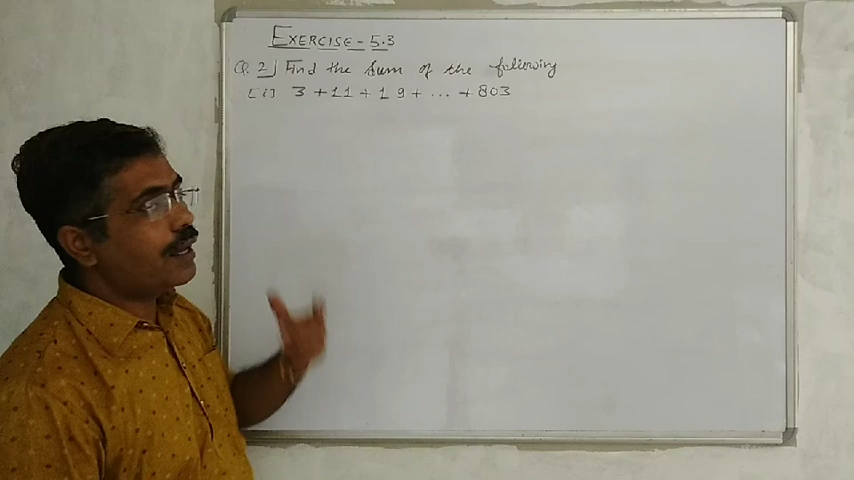 EXERCISE - 5.3
Q. 2] Find the sum of the following
[i] 3 + 11 + 19 + ... + 803